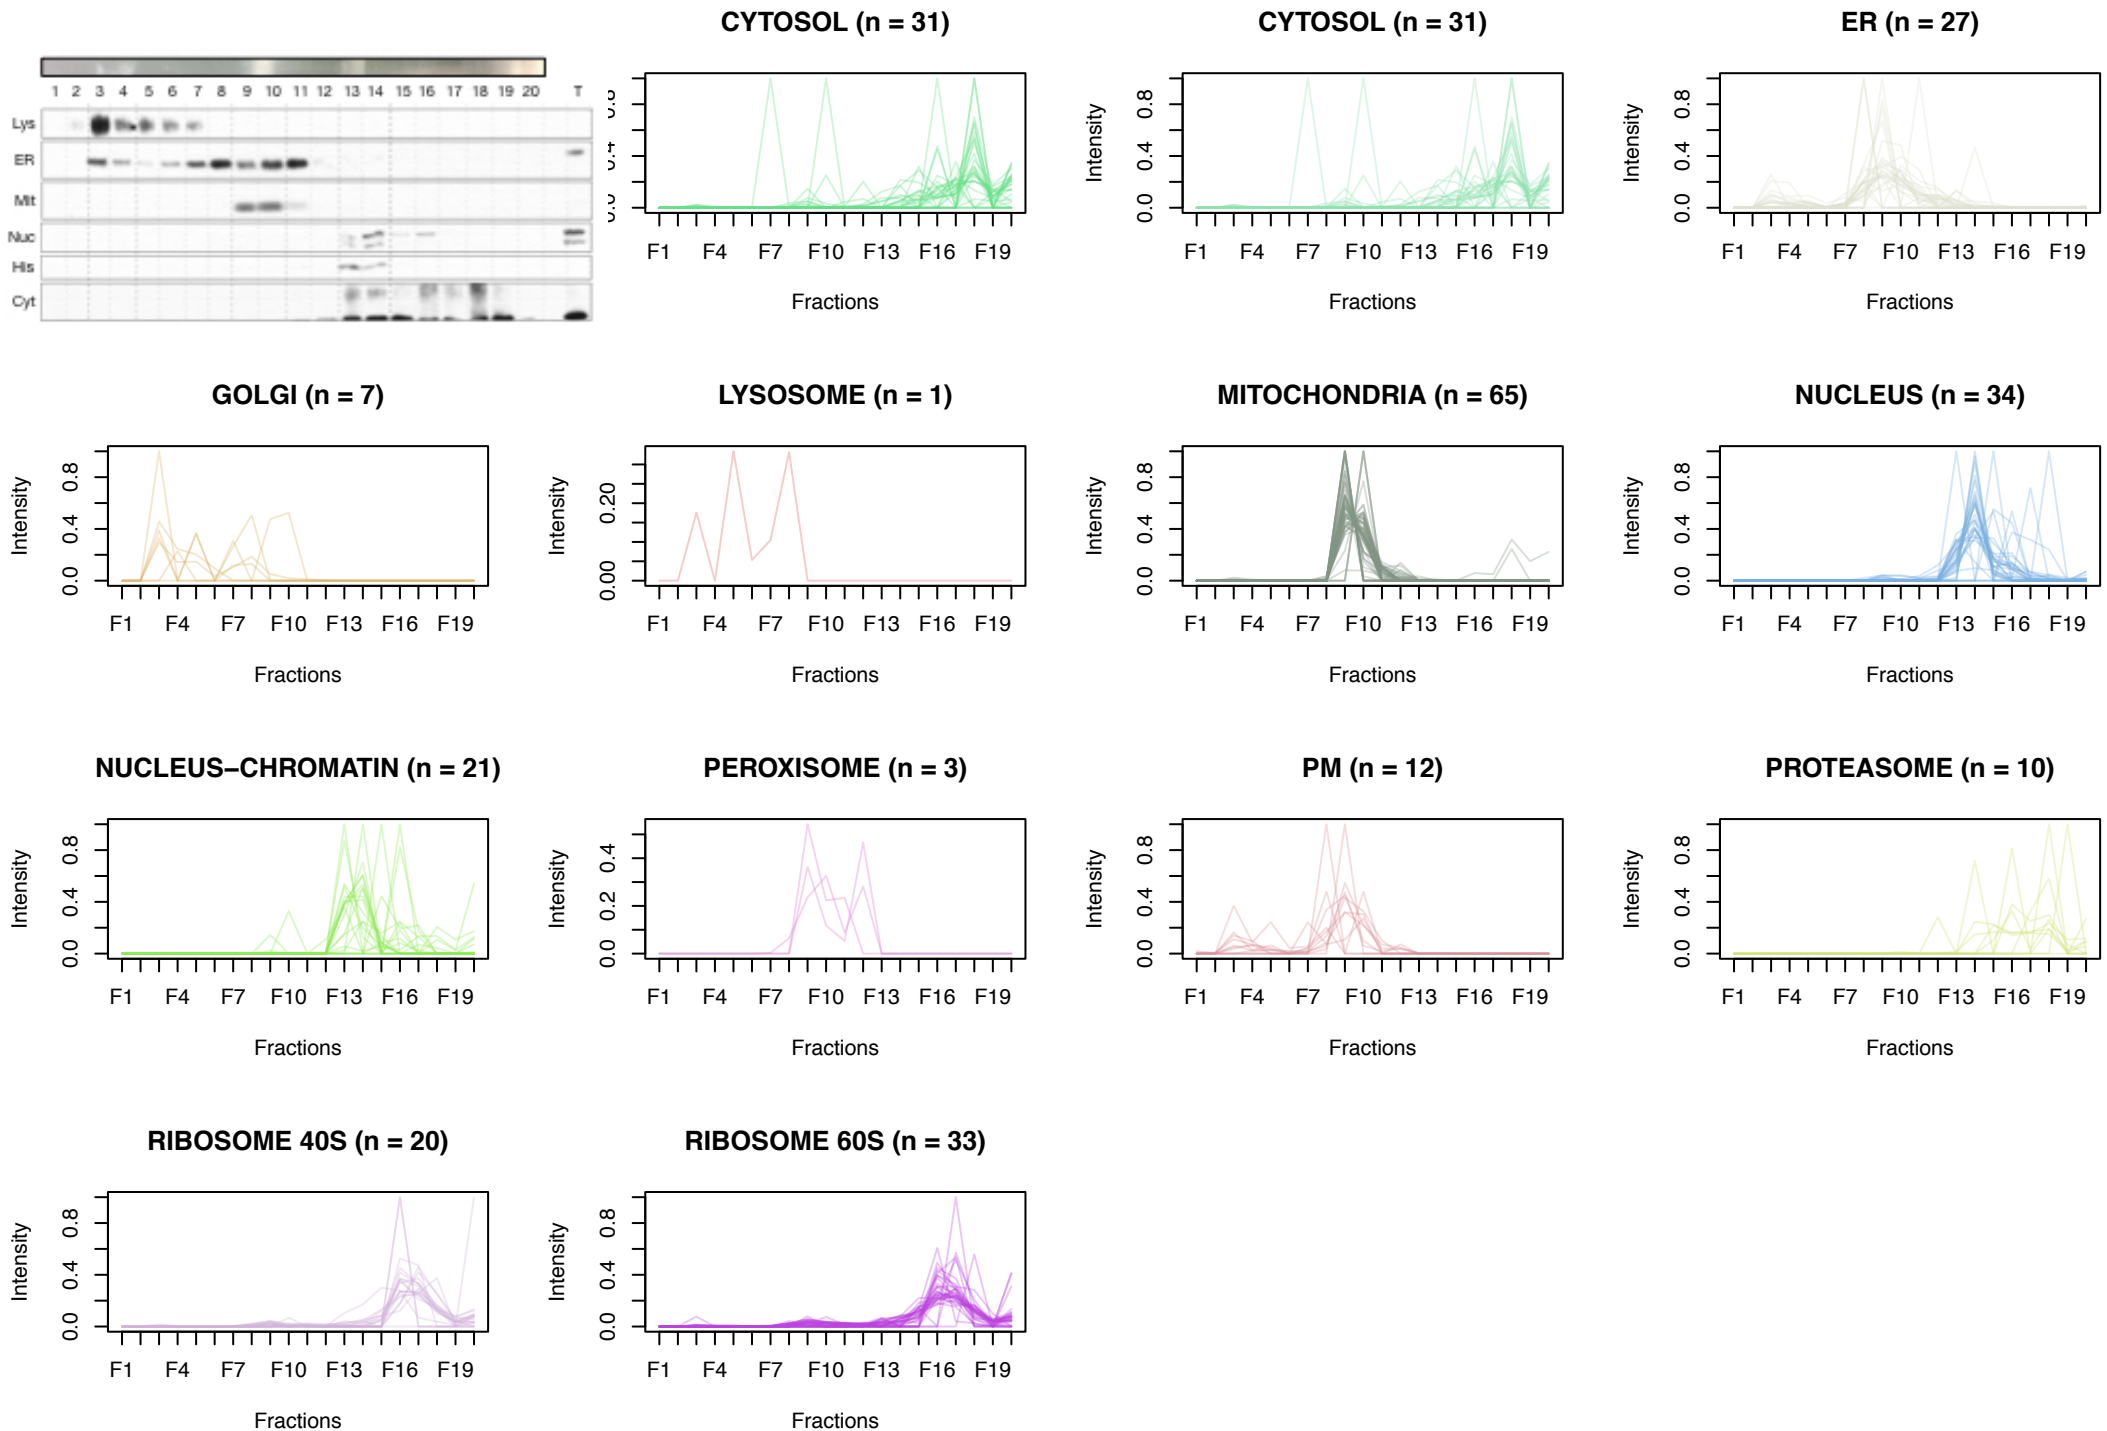 CYTOSOL (n = 31)
CYTOSOL (n = 31)
ER (n = 27)
1 2 3 4 5 6 7 8 9 10 11 12 13 14 15 16 17 18 19 20 T
Lys
ER
Mit
Nuc
His
Cyt
0.0 0.4 0.8
F1 F4 F7 F10 F13 F16 F19
Fractions
Intensity
0.0 0.4 0.8
F1 F4 F7 F10 F13 F16 F19
Fractions
Intensity
0.0 0.4 0.8
F1 F4 F7 F10 F13 F16 F19
Fractions
GOLGI (n = 7)
Intensity
0.0 0.4 0.8
F1 F4 F7 F10 F13 F16 F19
Fractions
LYSOSOME (n = 1)
Intensity
0.00 0.20
F1 F4 F7 F10 F13 F16 F19
Fractions
MITOCHONDRIA (n = 65)
Intensity
0.0 0.4 0.8
F1 F4 F7 F10 F13 F16 F19
Fractions
NUCLEUS (n = 34)
Intensity
0.0 0.4 0.8
F1 F4 F7 F10 F13 F16 F19
Fractions
NUCLEUS−CHROMATIN (n = 21)
Intensity
0.0 0.4 0.8
F1 F4 F7 F10 F13 F16 F19
Fractions
PEROXISOME (n = 3)
Intensity
0.0 0.2 0.4
F1 F4 F7 F10 F13 F16 F19
Fractions
PM (n = 12)
Intensity
0.0 0.4 0.8
F1 F4 F7 F10 F13 F16 F19
Fractions
PROTEASOME (n = 10)
Intensity
0.0 0.4 0.8
F1 F4 F7 F10 F13 F16 F19
Fractions
RIBOSOME 40S (n = 20)
Intensity
0.0 0.4 0.8
F1 F4 F7 F10 F13 F16 F19
Fractions
RIBOSOME 60S (n = 33)
Intensity
0.0 0.4 0.8
F1 F4 F7 F10 F13 F16 F19
Fractions